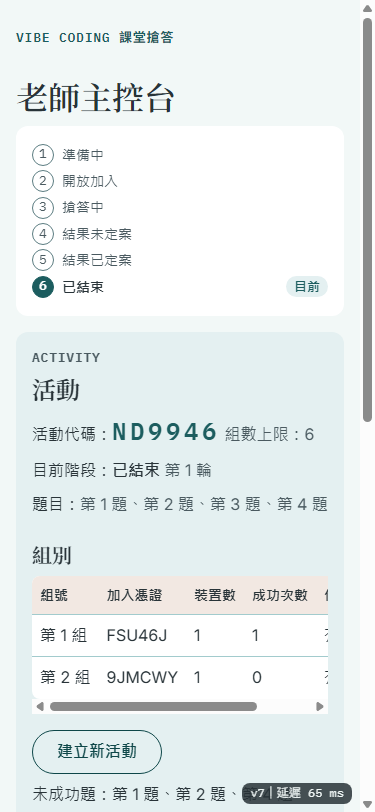 VIBE CODING 課堂搶答
老師主控台
1 準備中
2 開放加入
3 搶答中
4 結果未定案
5 結果已定案
6 已結束 目前
ACTIVITY
活動
活動代碼：ND9946 組數上限：6
目前階段：已結束 第 1 輪
題目：第 1 題、第 2 題、第 3 題、第 4 題
組別
組號 加入憑證 裝置數 成功次數
第 1 組 FSU46J 1 1
第 2 組 9JMCWY 1 0
建立新活動
未成功題：第 1 題、第 2 題、
v7｜延遲 65 ms